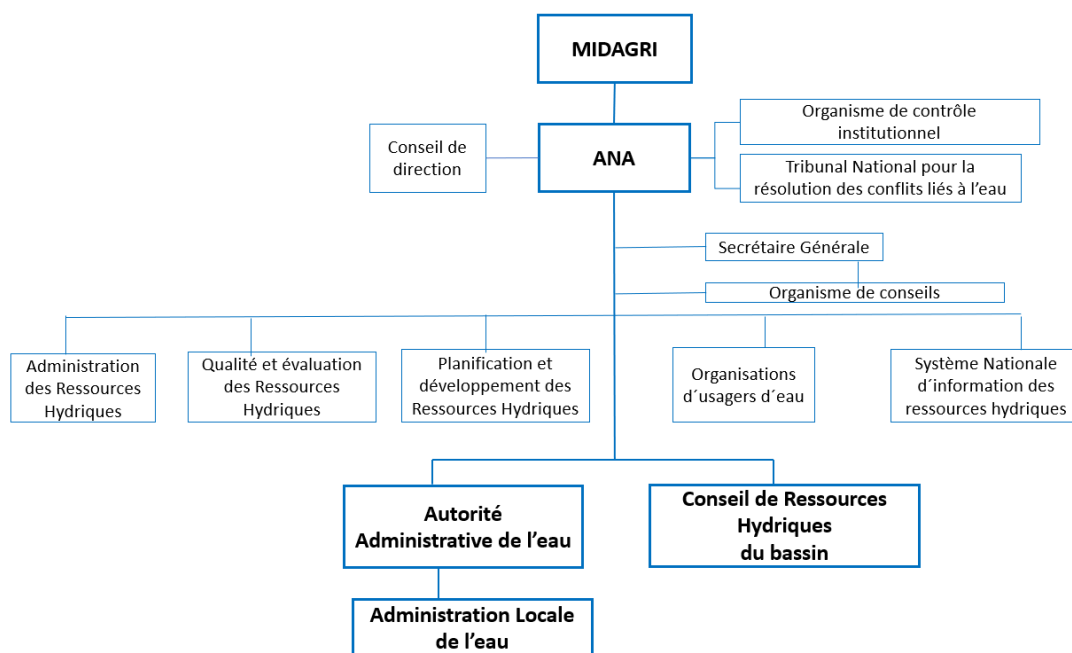 MIDAGRI
Conseil de
direction
ANA
Organisme de contrôle
institutionnel
Tribunal National pour la
résolution des conflits liés à l’eau
Secrétaire Générale
Organisme de conseils
Administration
des Ressources
Hydriques
Qualité et évaluation
des Ressources
Hydriques
Planification et
développement des
Ressources Hydriques
Organisations
d´usagers d´eau
Système Nationale
d´information des
ressources hydriques
Autorité
Administrative de l’eau
Conseil de Ressources
Hydriques
du bassin
Administration Locale
de l’eau